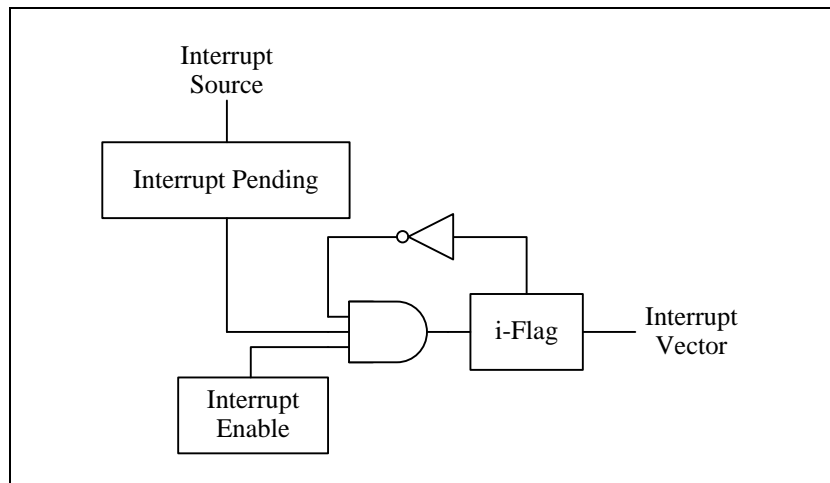 Interrupt
Source
Interrupt Pending
i-Flag
Interrupt
Vector
Interrupt
Enable